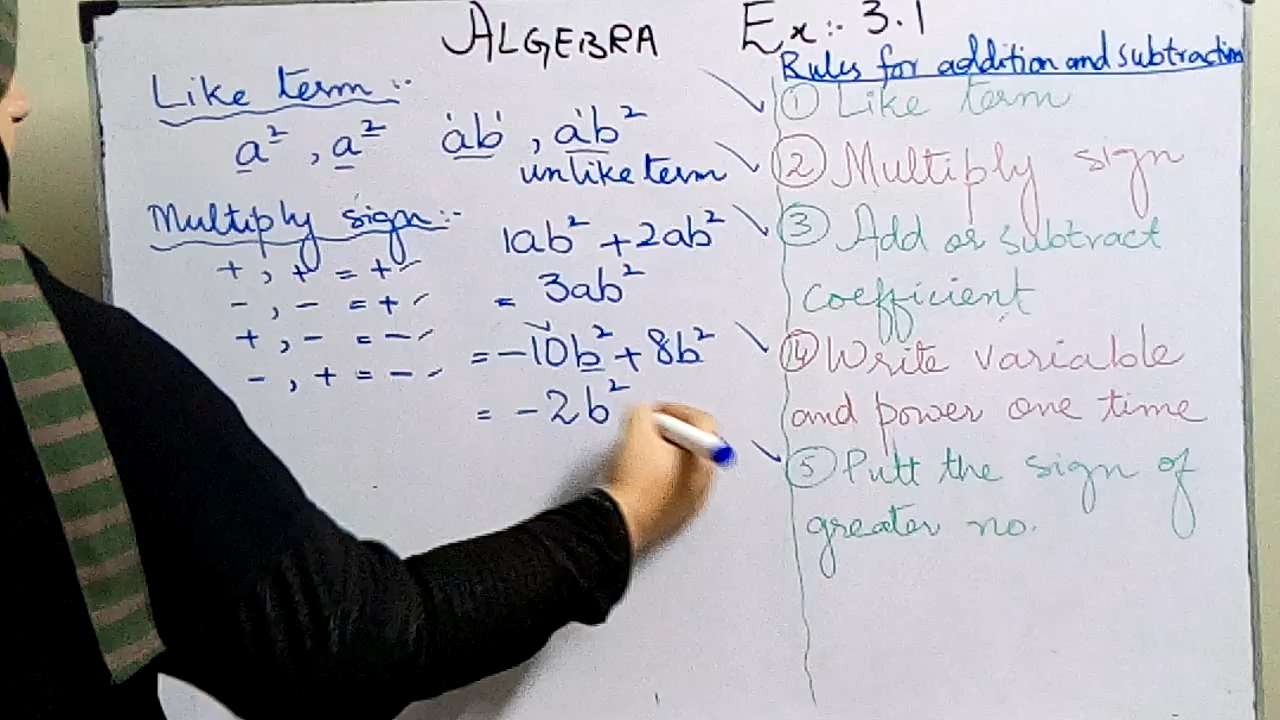 ALGEBRA Ex:- 3.1
Like term :-
a², a² ab , ab²
unlike term
Multiply sign :-
+ , + = +
- , - = +
+ , - = -
- , + = -
1ab² + 2ab²
= 3ab²
= -10b² + 8b²
= -2b²
Rules for addition and subtraction
① Like term
② Multiply sign
③ Add or subtract
coefficient
④ Write variable
and power one time
⑤ Putt the sign of
greater no.